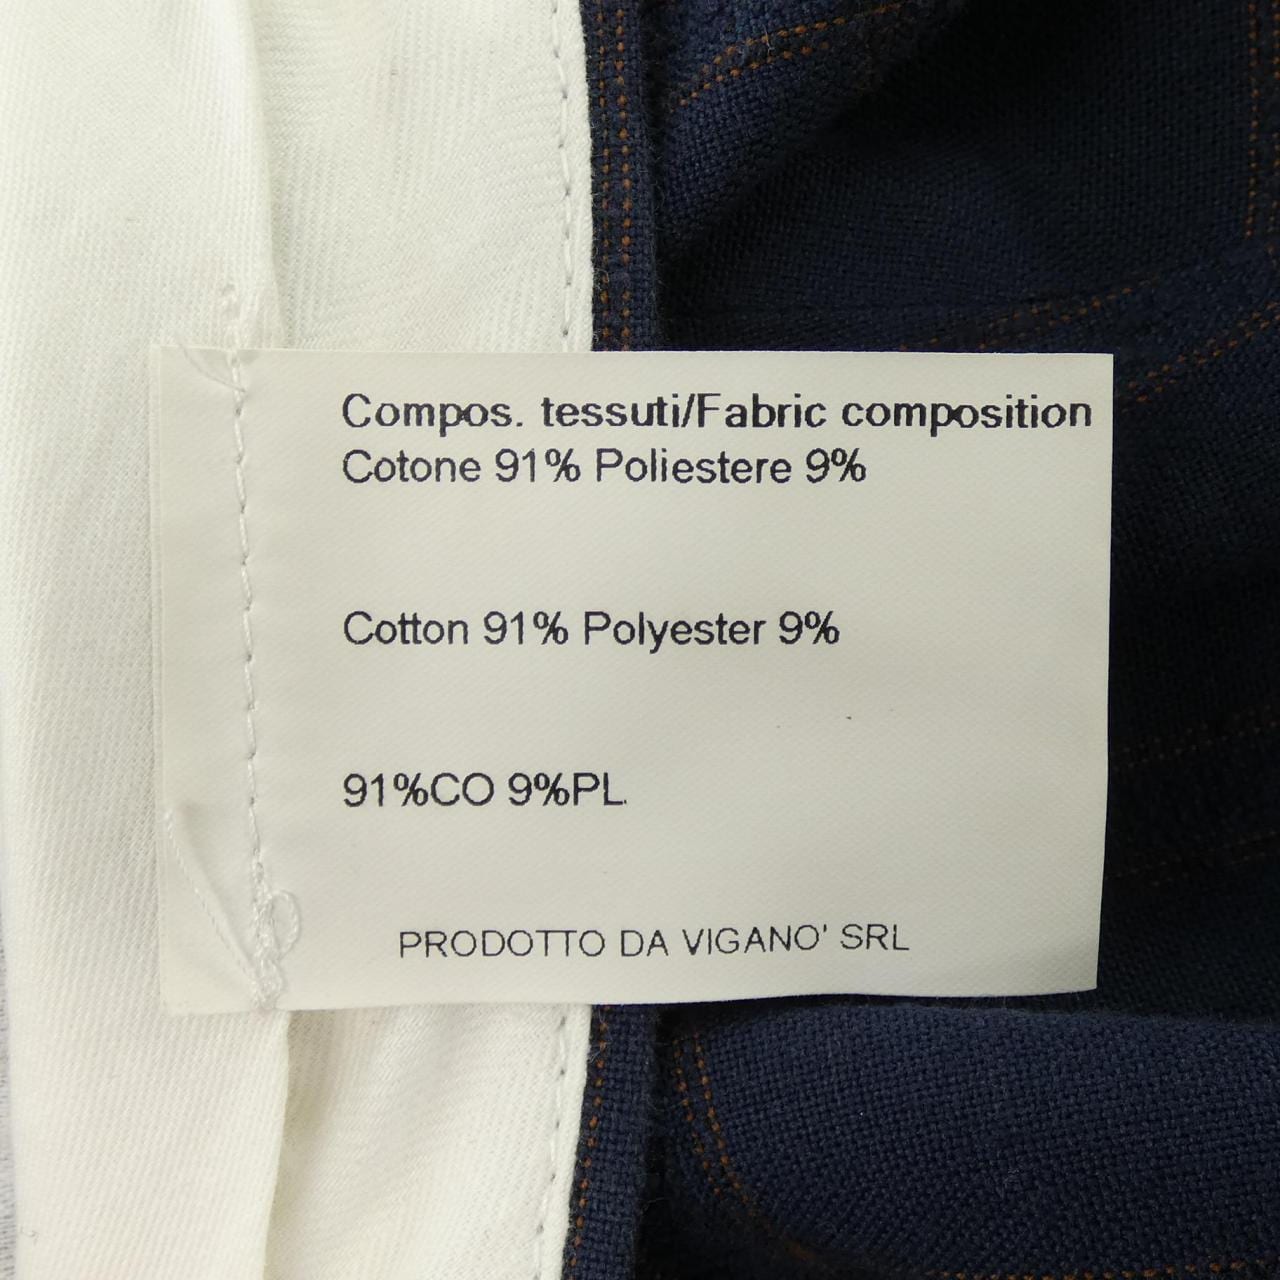 Compos. tessuti/Fabric composition
Cotone 91% Poliestere 9%
Cotton 91% Polyester 9%
91%CO 9%PL.
PRODOTTO DA VIGANO' SRL